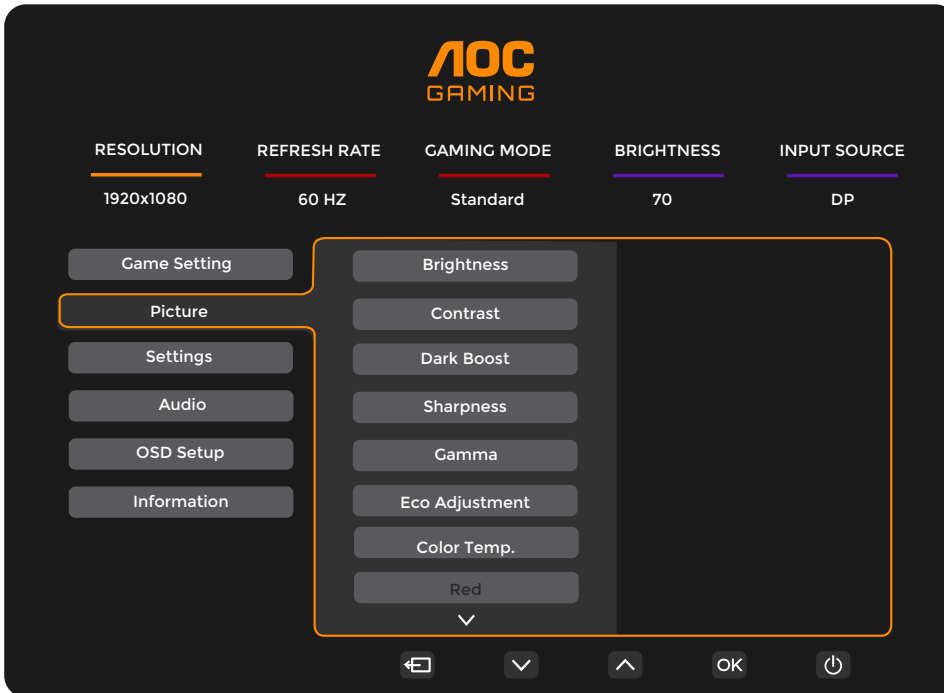 AOC
GAMING
RESOLUTION REFRESH RATE GAMING MODE BRIGHTNESS INPUT SOURCE
1920x1080 60 HZ Standard 70 DP
Game Setting
Picture
Settings
Audio
OSD Setup
Information
Brightness
Contrast
Dark Boost
Sharpness
Gamma
Eco Adjustment
Color Temp.
Red
OK